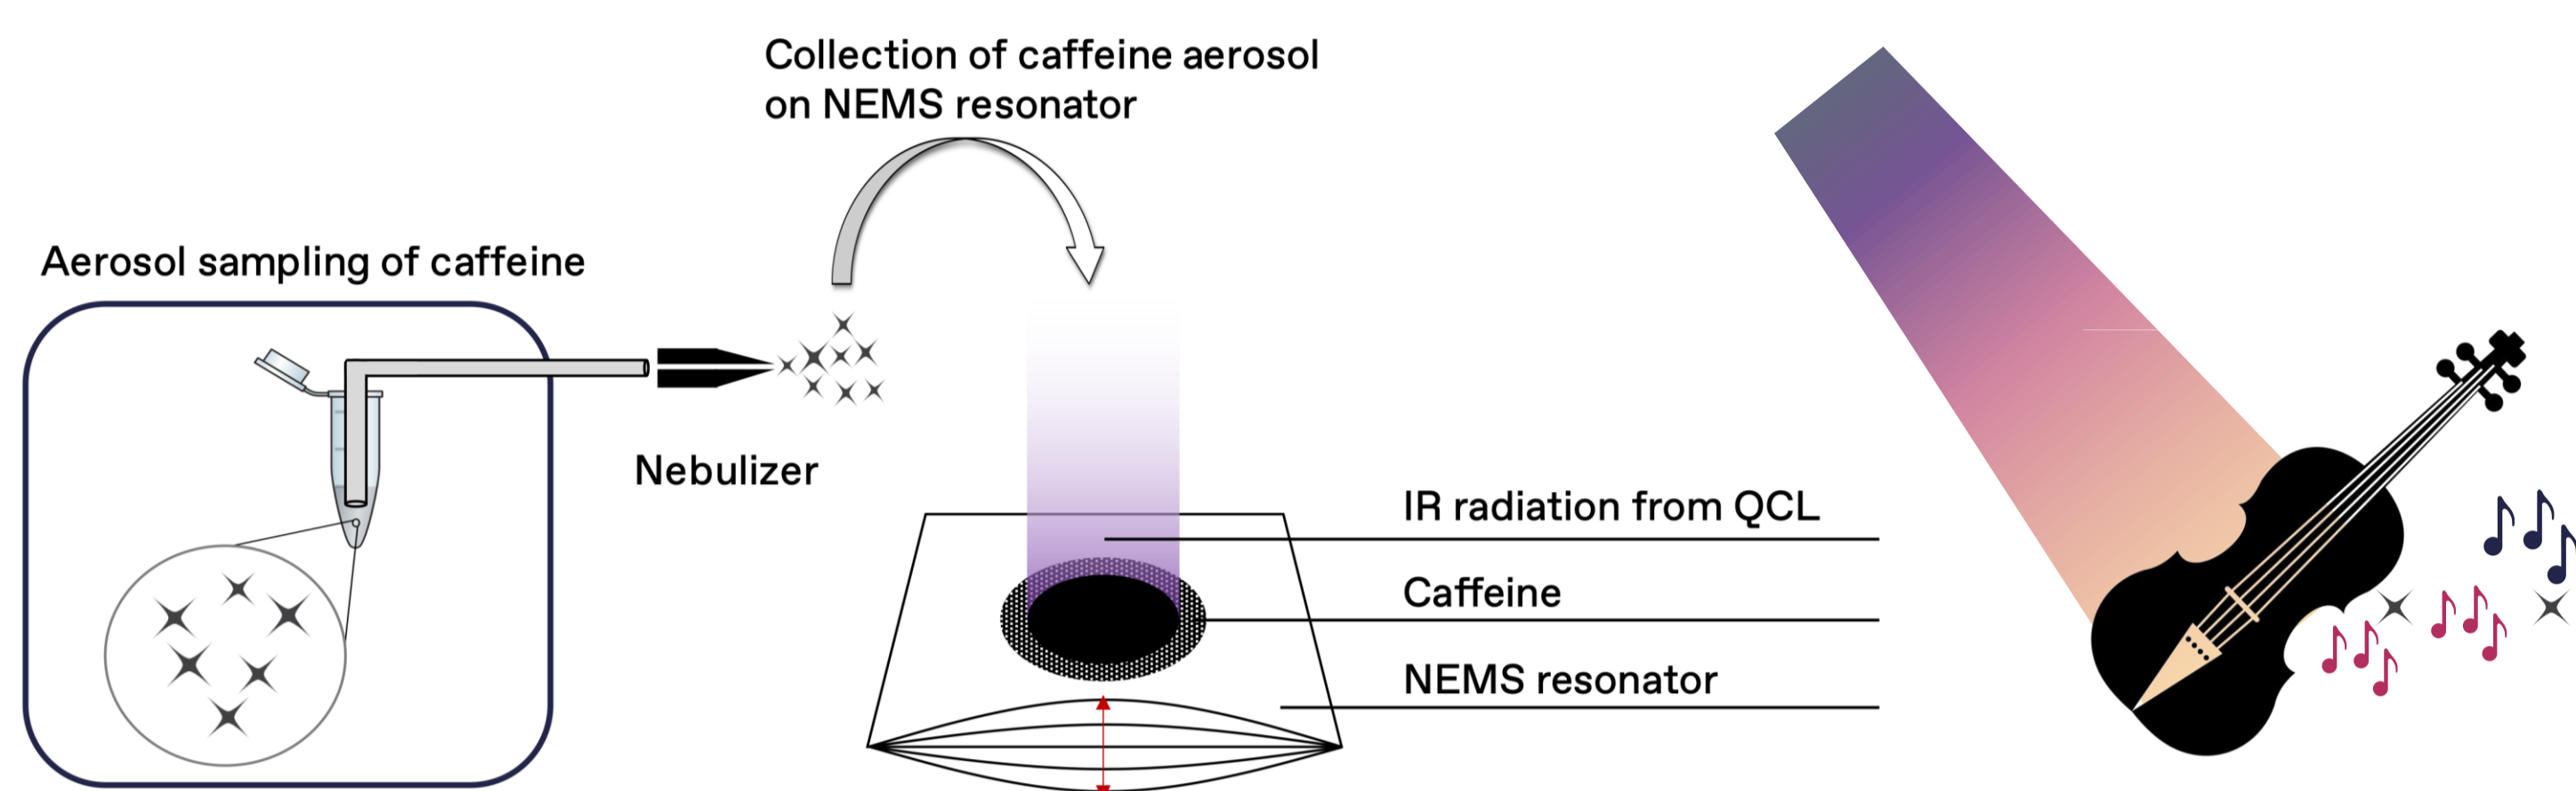 Collection of caffeine aerosol
on NEMS resonator
Aerosol sampling of caffeine
Nebulizer
IR radiation from QCL
Caffeine
NEMS resonator